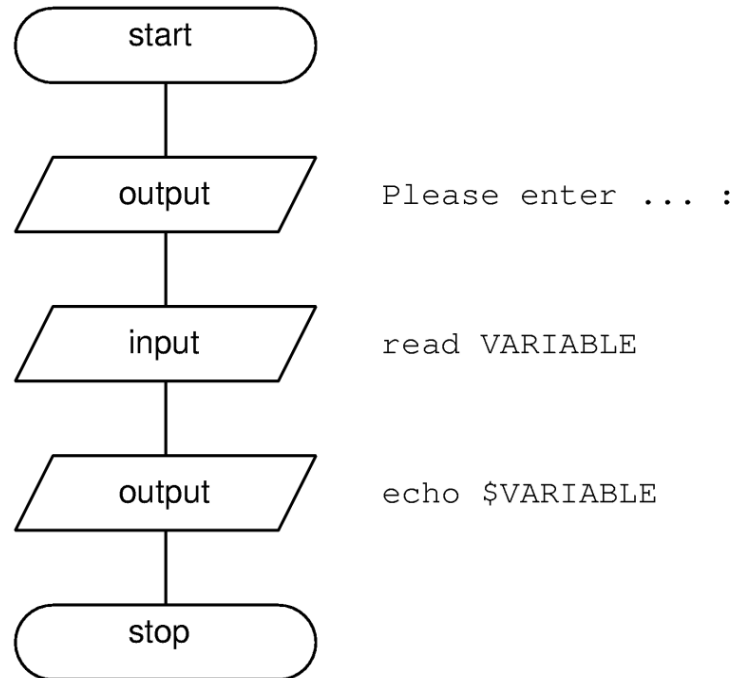 start
output
Please enter ... :
input
read VARIABLE
output
echo $VARIABLE
stop